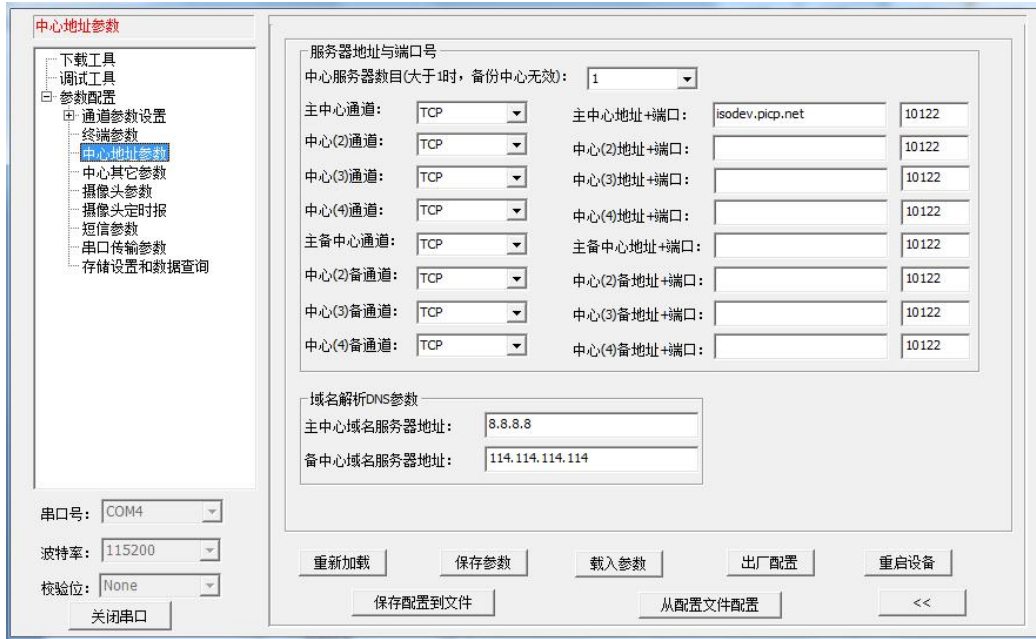 中心地址参数
下载工具
调试工具
参数配置
通道参数设置
终端参数
中心地址参数
中心其它参数
摄像头参数
摄像头定时报
短信参数
串口传输参数
存储设置和数据查询
串口号: COM4
波特率: 115200
校验位: None
关闭串口
服务器地址与端口号
中心服务器数目(大于1时，备份中心无效): 1
主中心通道: TCP 主中心地址+端口: isodev.picp.net 10122
中心(2)通道: TCP 中心(2)地址+端口: 10122
中心(3)通道: TCP 中心(3)地址+端口: 10122
中心(4)通道: TCP 中心(4)地址+端口: 10122
主备中心通道: TCP 主备中心地址+端口: 10122
中心(2)备通道: TCP 中心(2)备地址+端口: 10122
中心(3)备通道: TCP 中心(3)备地址+端口: 10122
中心(4)备通道: TCP 中心(4)备地址+端口: 10122
域名解析DNS参数
主中心域名服务器地址: 8.8.8.8
备中心域名服务器地址: 114.114.114.114
重新加载 保存参数 载入参数 出厂配置 重启设备
保存配置到文件 从配置文件配置 <<